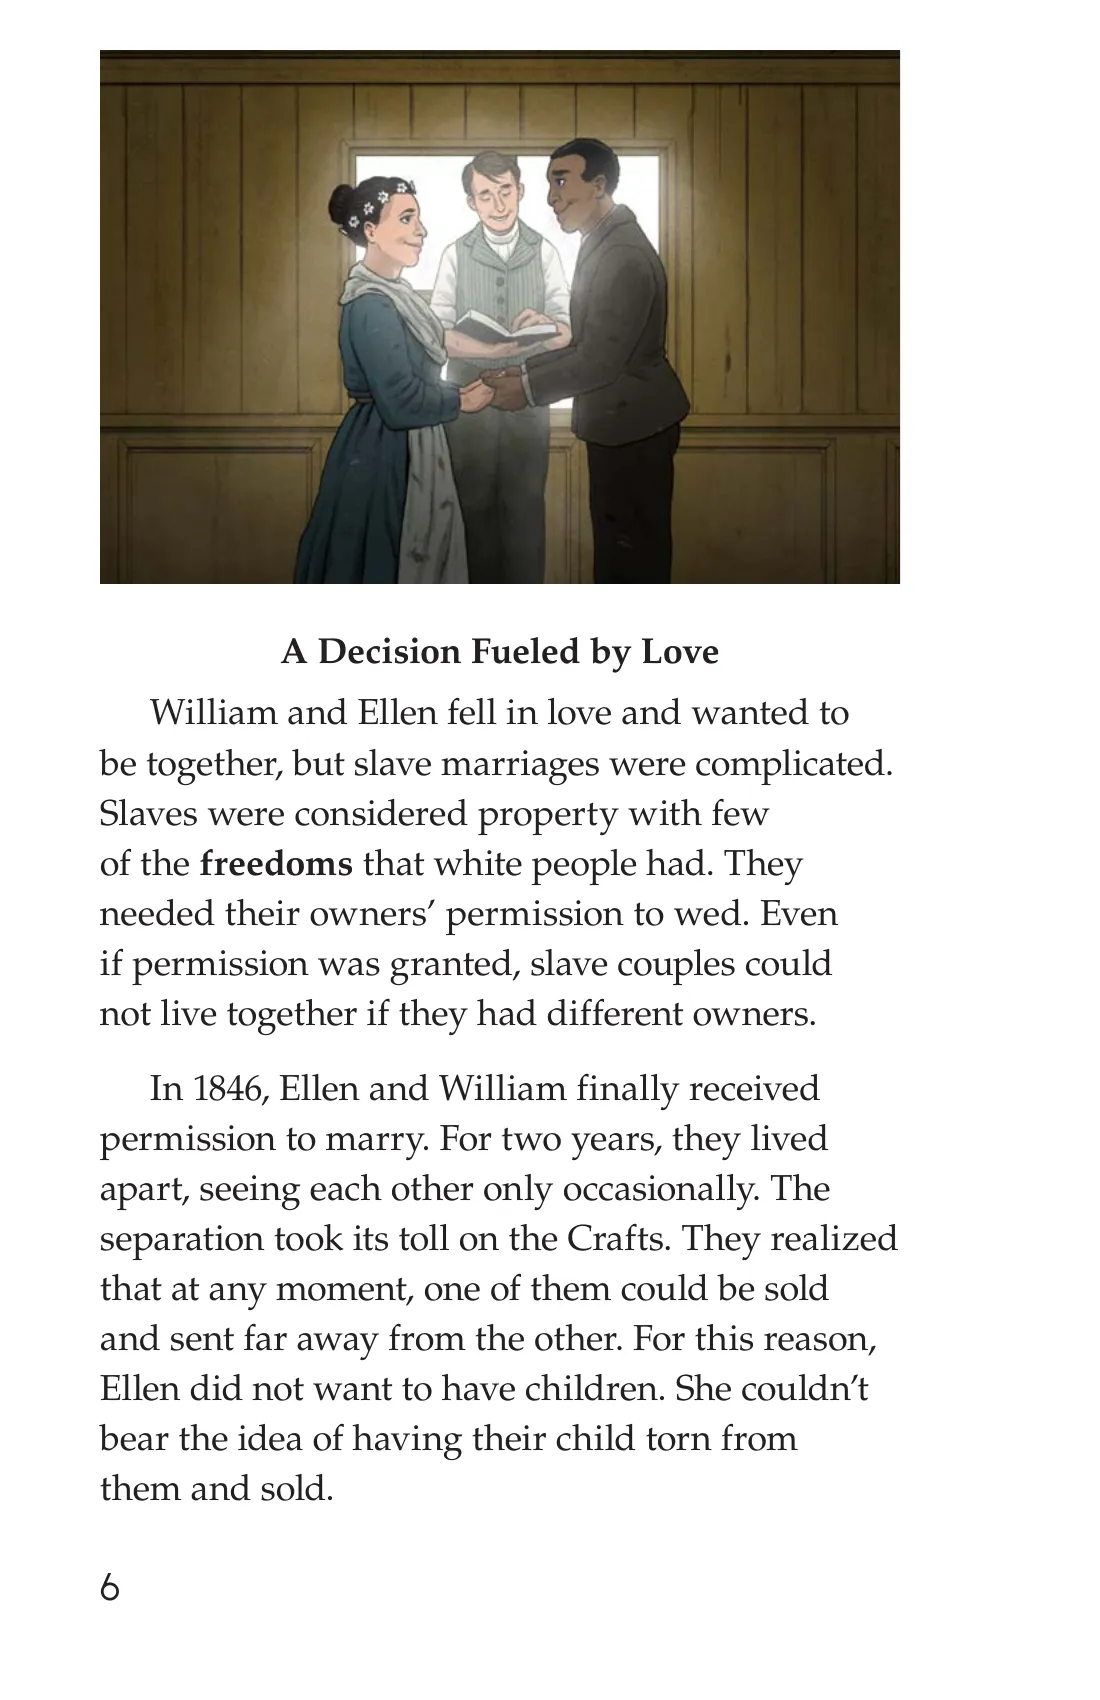 A Decision Fueled by Love
William and Ellen fell in love and wanted to
be together, but slave marriages were complicated.
Slaves were considered property with few
of the freedoms that white people had. They
needed their owners’ permission to wed. Even
if permission was granted, slave couples could
not live together if they had different owners.
In 1846, Ellen and William finally received
permission to marry. For two years, they lived
apart, seeing each other only occasionally. The
separation took its toll on the Crafts. They realized
that at any moment, one of them could be sold
and sent far away from the other. For this reason,
Ellen did not want to have children. She couldn’t
bear the idea of having their child torn from
them and sold.
6